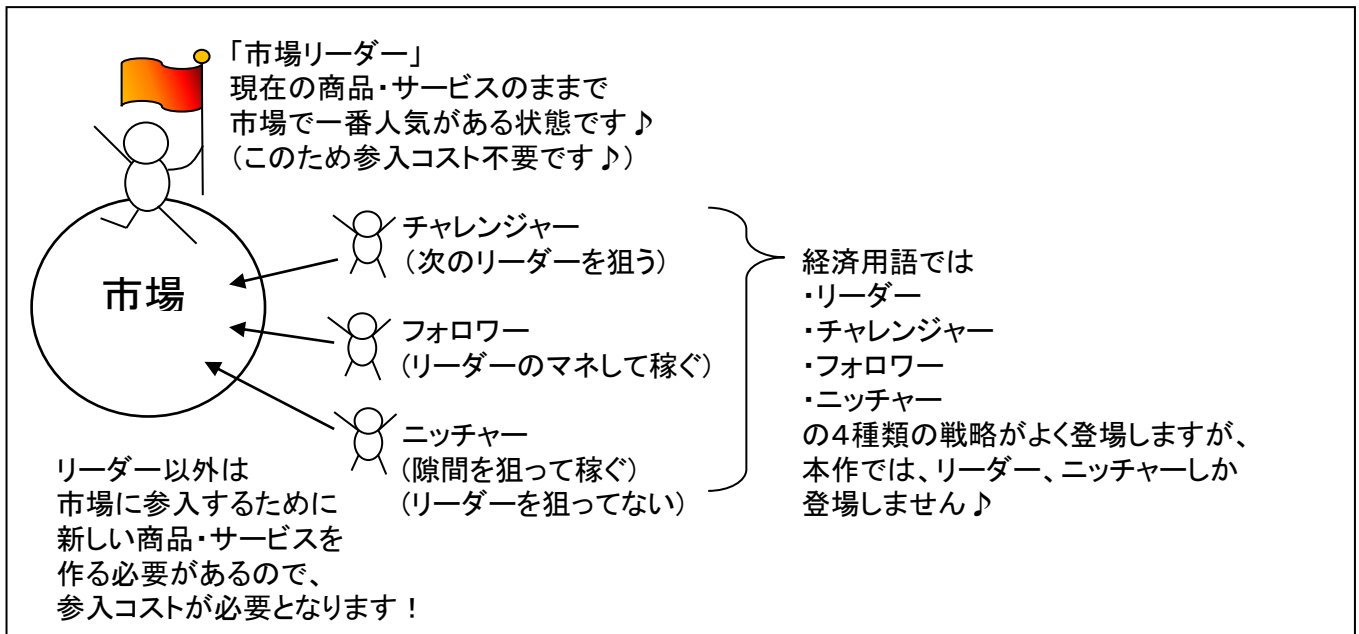 「市場リーダー」
現在の商品・サービスのままで
市場で一番人気がある状態です♪
（このため参入コスト不要です♪）
市場
チャレンジャー
（次のリーダーを狙う）
フォロワー
(リーダーのマネして稼ぐ）
ニッチャー
(隙間を狙って稼ぐ）
(リーダーを狙ってない）
リーダー以外は
市場に参入するために
新しい商品・サービスを
作る必要があるので、
参入コストが必要となります！
経済用語では
・リーダー
・チャレンジャー
・フォロワー
・ニッチャー
の４種類の戦略がよく登場しますが、
本作では、リーダー、ニッチャーしか
登場しません♪